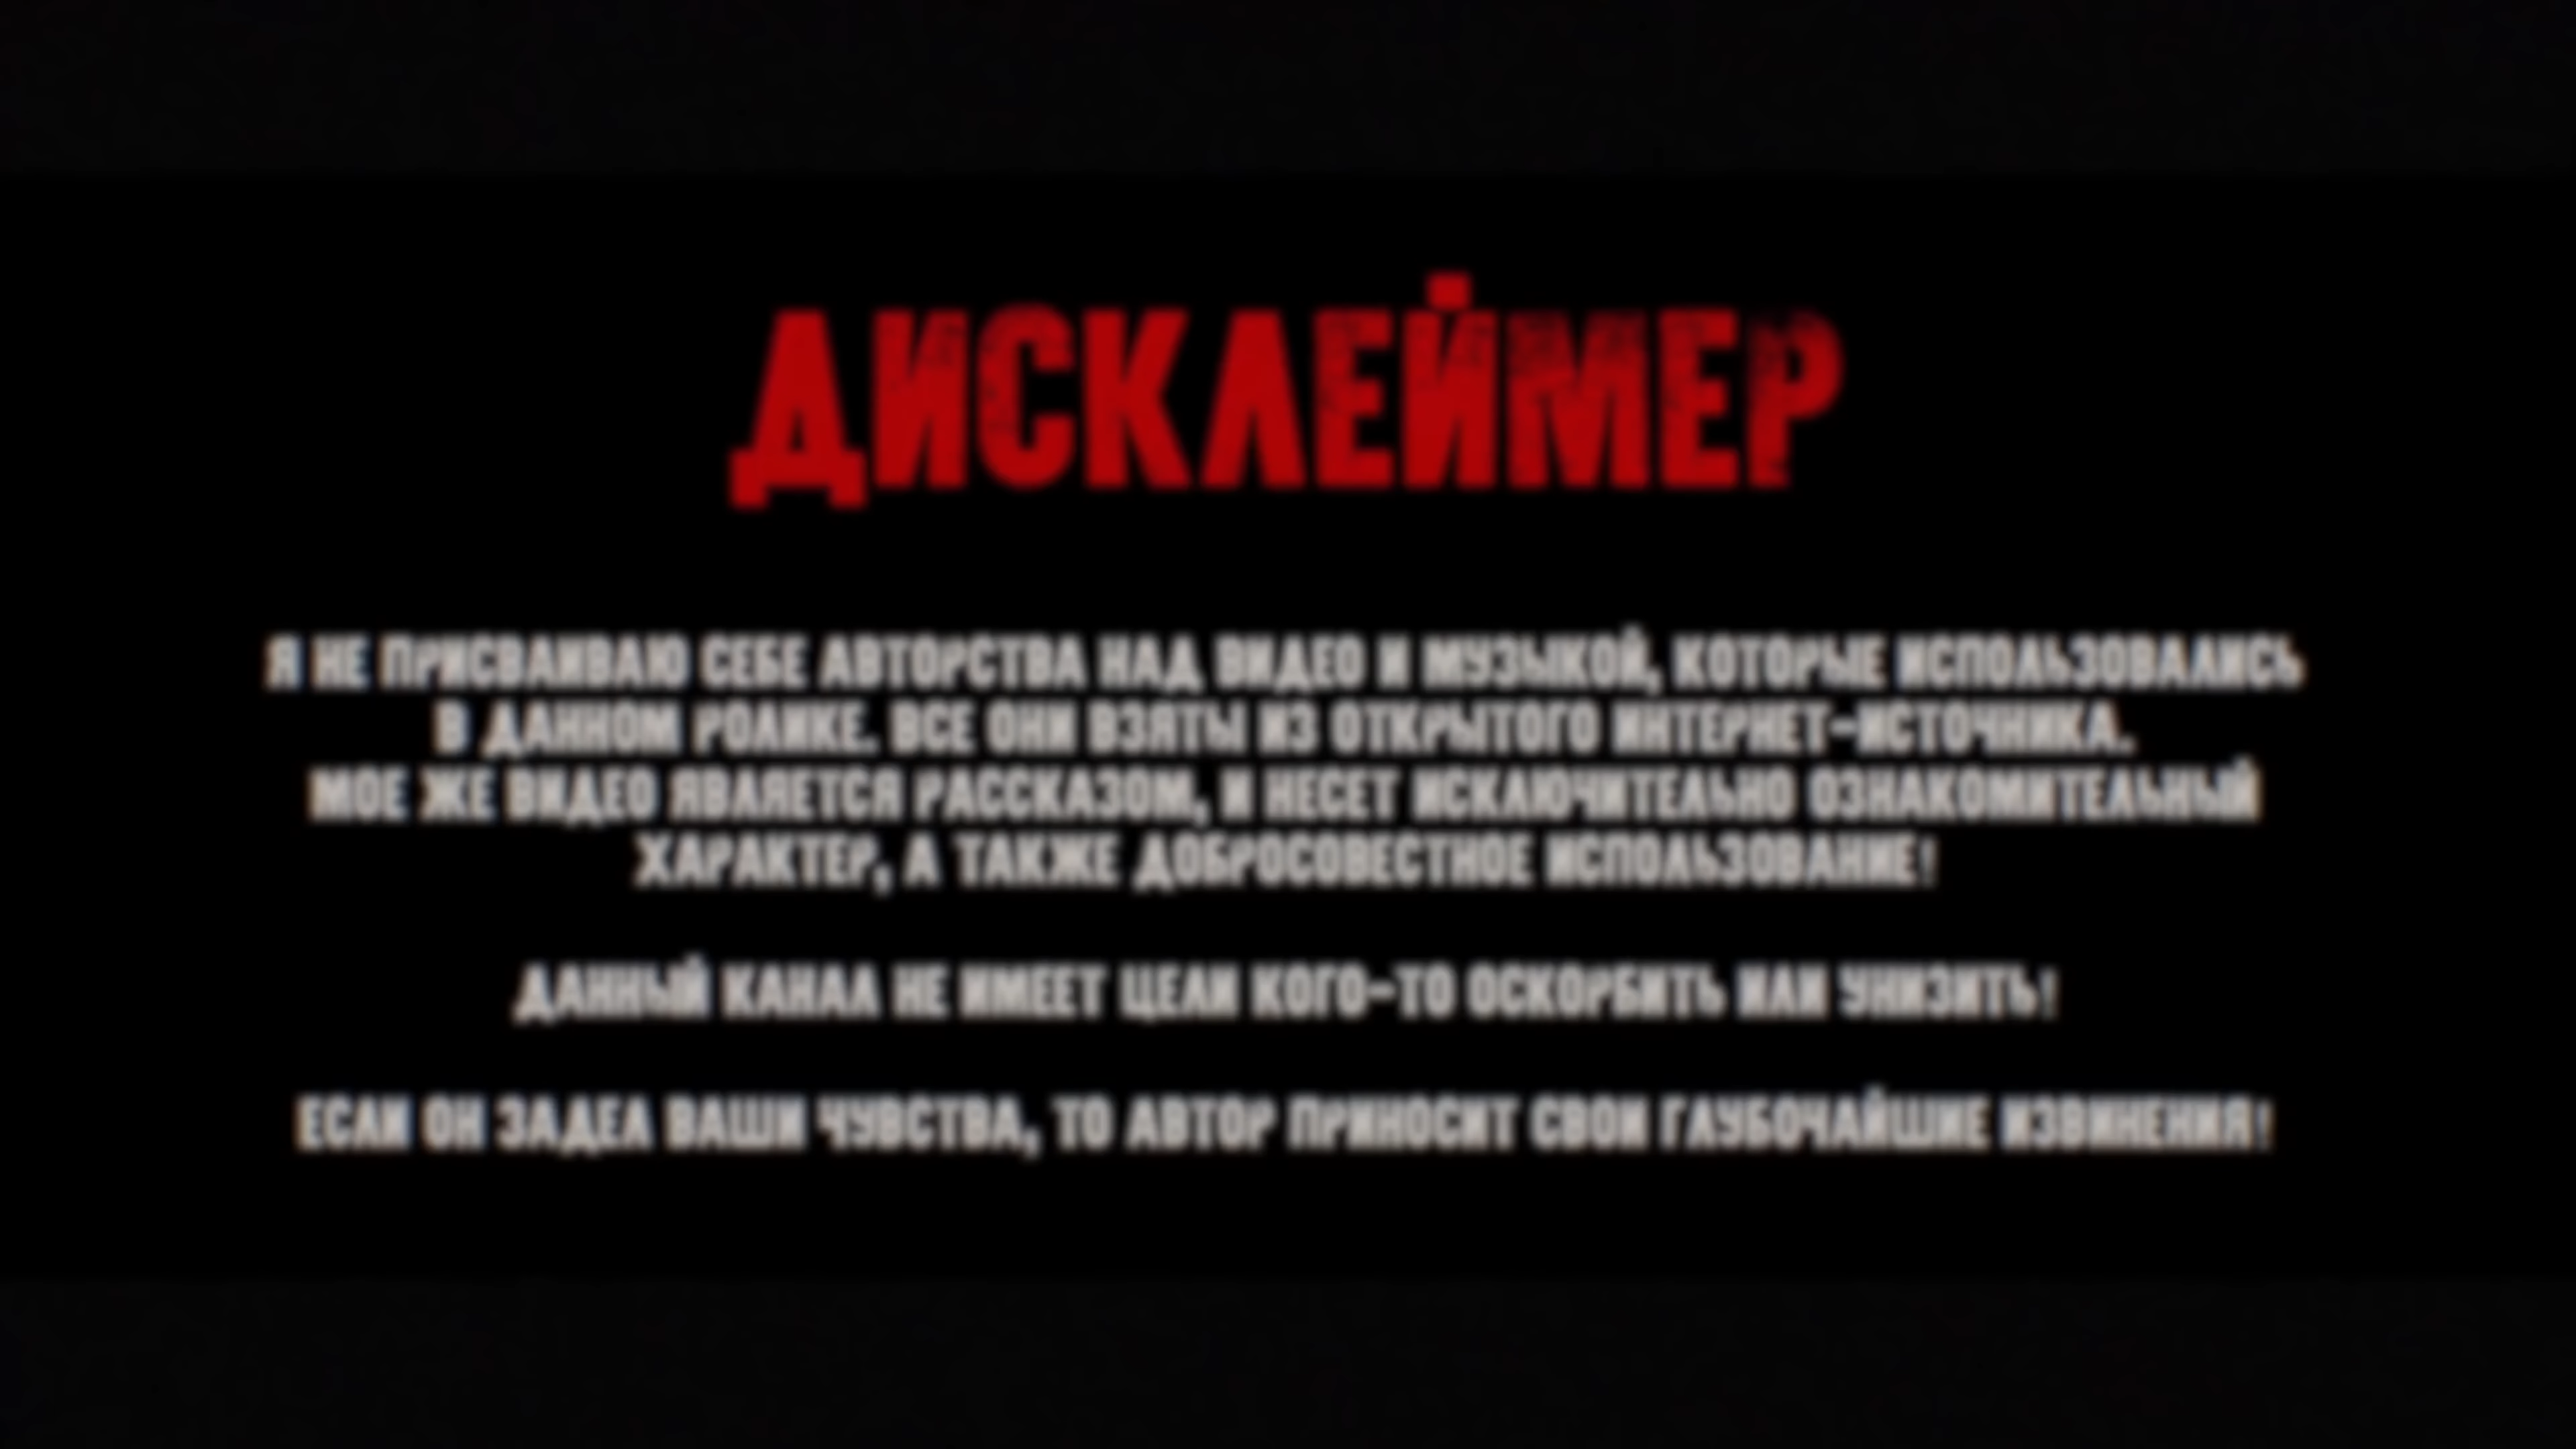 ДИСКЛЕЙМЕР
Я НЕ ПРИСВАИВАЮ СЕБЕ АВТОРСТВА НАД ВИДЕО И МУЗЫКОЙ, КОТОРЫЕ ИСПОЛЬЗОВАЛИСЬ
В ДАННОМ РОЛИКЕ. ВСЕ ОНИ ВЗЯТЫ ИЗ ОТКРЫТОГО ИНТЕРНЕТ-ИСТОЧНИКА.
МОЕ ЖЕ ВИДЕО ЯВЛЯЕТСЯ РАССКАЗОМ, И НЕСЕТ ИСКЛЮЧИТЕЛЬНО ОЗНАКОМИТЕЛЬНЫЙ
ХАРАКТЕР, А ТАКЖЕ ДОБРОСОВЕСТНОЕ ИСПОЛЬЗОВАНИЕ!
ДАННЫЙ КАНАЛ НЕ ИМЕЕТ ЦЕЛИ КОГО-ТО ОСКОРБИТЬ ИЛИ УНИЗИТЬ!
ЕСЛИ ОН ЗАДЕЛ ВАШИ ЧУВСТВА, ТО АВТОР ПРИНОСИТ СВОИ ГЛУБОЧАЙШИЕ ИЗВИНЕНИЯ!